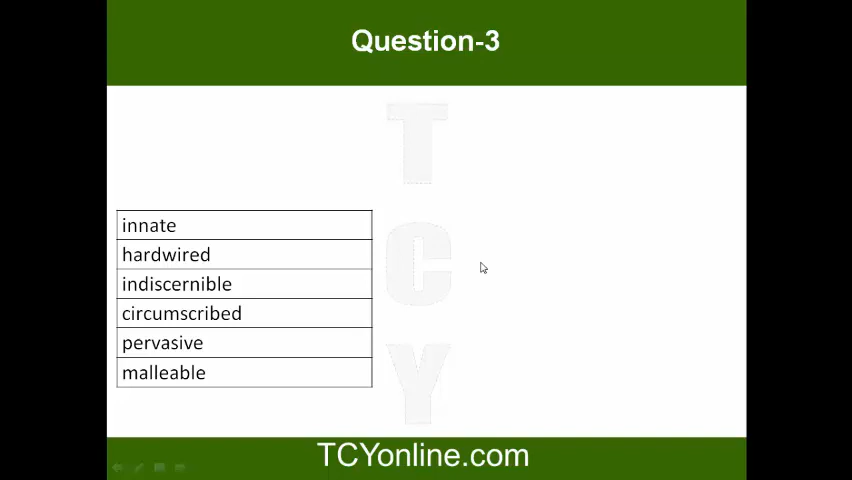 Question-3
T
C
Y
innate
hardwired
indiscernible
circumscribed
pervasive
malleable
TCYonline.com